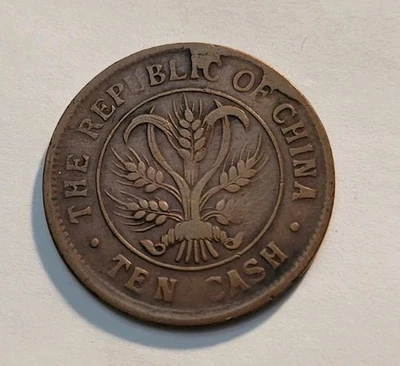 THE REPUBLIC OF CHINA
· TEN CASH ·